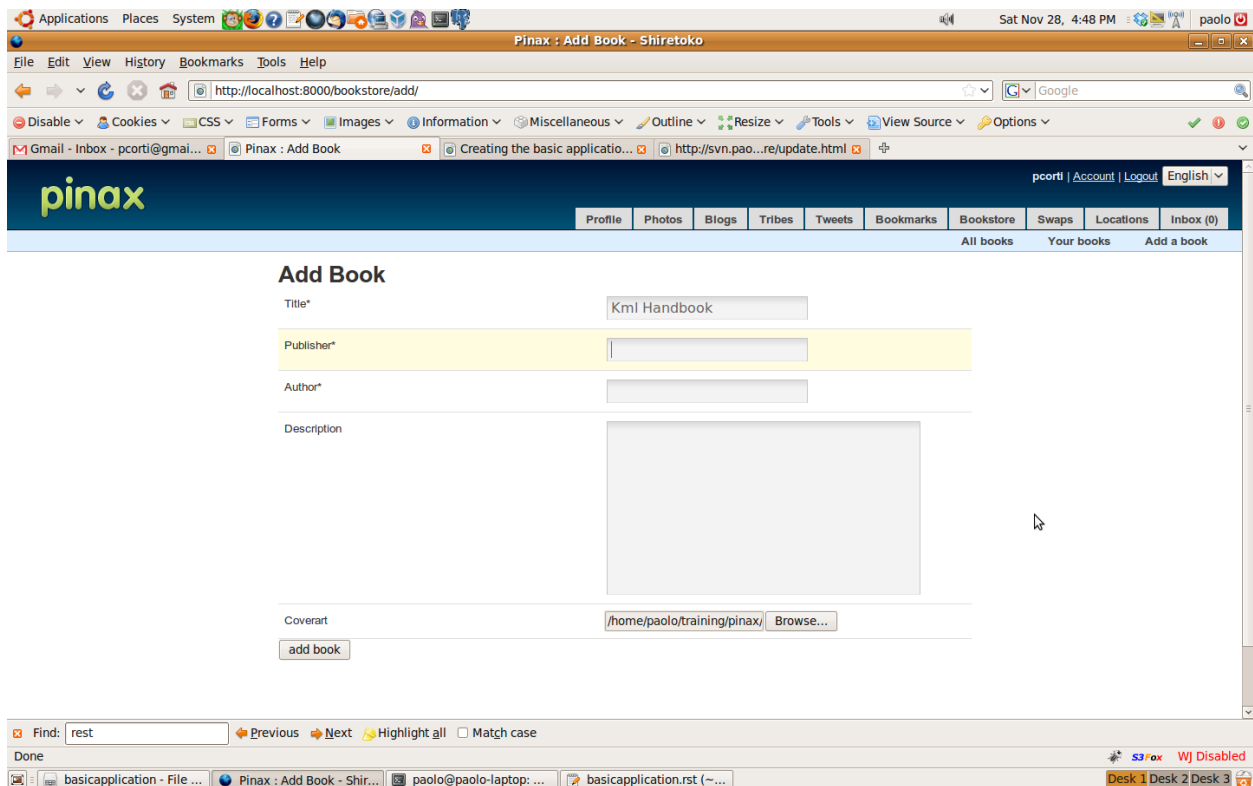 Applications Places System Sat Nov 28, 4:48 PM paolo
Pinax : Add Book - Shiretoko
File Edit View History Bookmarks Tools Help
http://localhost:8000/bookstore/add/ G Google
Disable Cookies CSS Forms Images Information Miscellaneous Outline Resize Tools View Source Options
Gmail - Inbox - pcorti@gmai... Pinax : Add Book Creating the basic applicatio... http://svn.pao...re/update.html
pcorti | Account | Logout English
pinax
Profile Photos Blogs Tribes Tweets Bookmarks Bookstore Swaps Locations Inbox (0)
All books Your books Add a book
Add Book
Title* Kml Handbook
Publisher*
Author*
Description
Coverart /home/paolo/training/pinax/ Browse...
add book
Find: rest Previous Next Highlight all Match case
Done S3Fox WJ Disabled
basicapplication - File ... Pinax : Add Book - Shir... paolo@paolo-laptop: ... basicapplication.rst (~... Desk 1 Desk 2 Desk 3